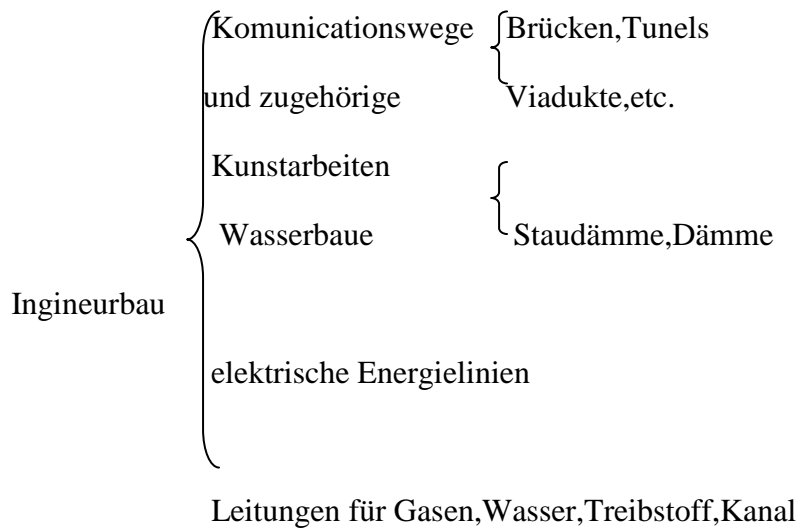 Komunicationswege Brücken,Tunels
und zugehörige Viadukte,etc.
Kunstarbeiten
Wasserbaue Staudämme,Dämme
Ingineurbau
elektrische Energielinien
Leitungen für Gasen,Wasser,Treibstoff,Kanal